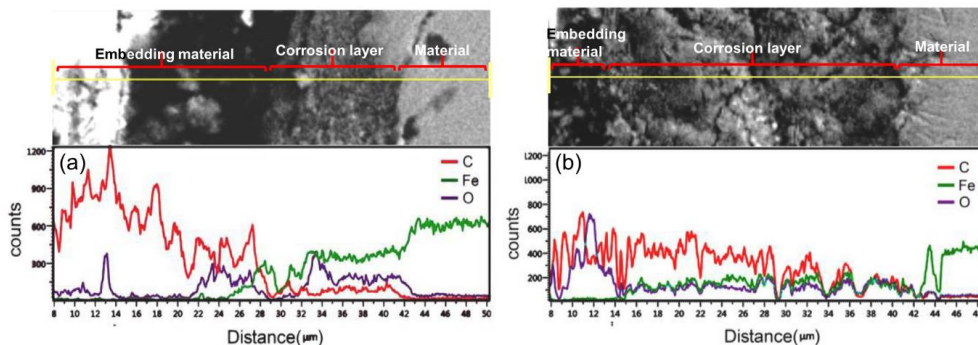 Embedding material
Corrosion layer
Material
(a)
C
Fe
O
1200
900
600
300
counts
8 10 12 14 16 18 20 22 24 26 28 30 32 34 36 38 40 42 44 46 48 50
Distance(μm)
Embedding
material
Corrosion layer
Material
(b)
C
Fe
O
1200
1000
800
600
400
200
0
counts
8 10 12 14 16 18 20 22 24 26 28 30 32 34 36 38 40 42 44 46 48
Distance(μm)